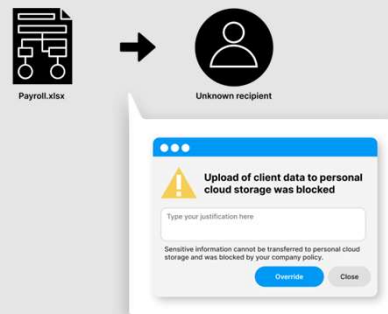 Payroll.xlsx
Unknown recipient
Upload of client data to personal
cloud storage was blocked
Type your justification here
Sensitive information cannot be transferred to personal cloud
storage and was blocked by your company policy.
Override
Close